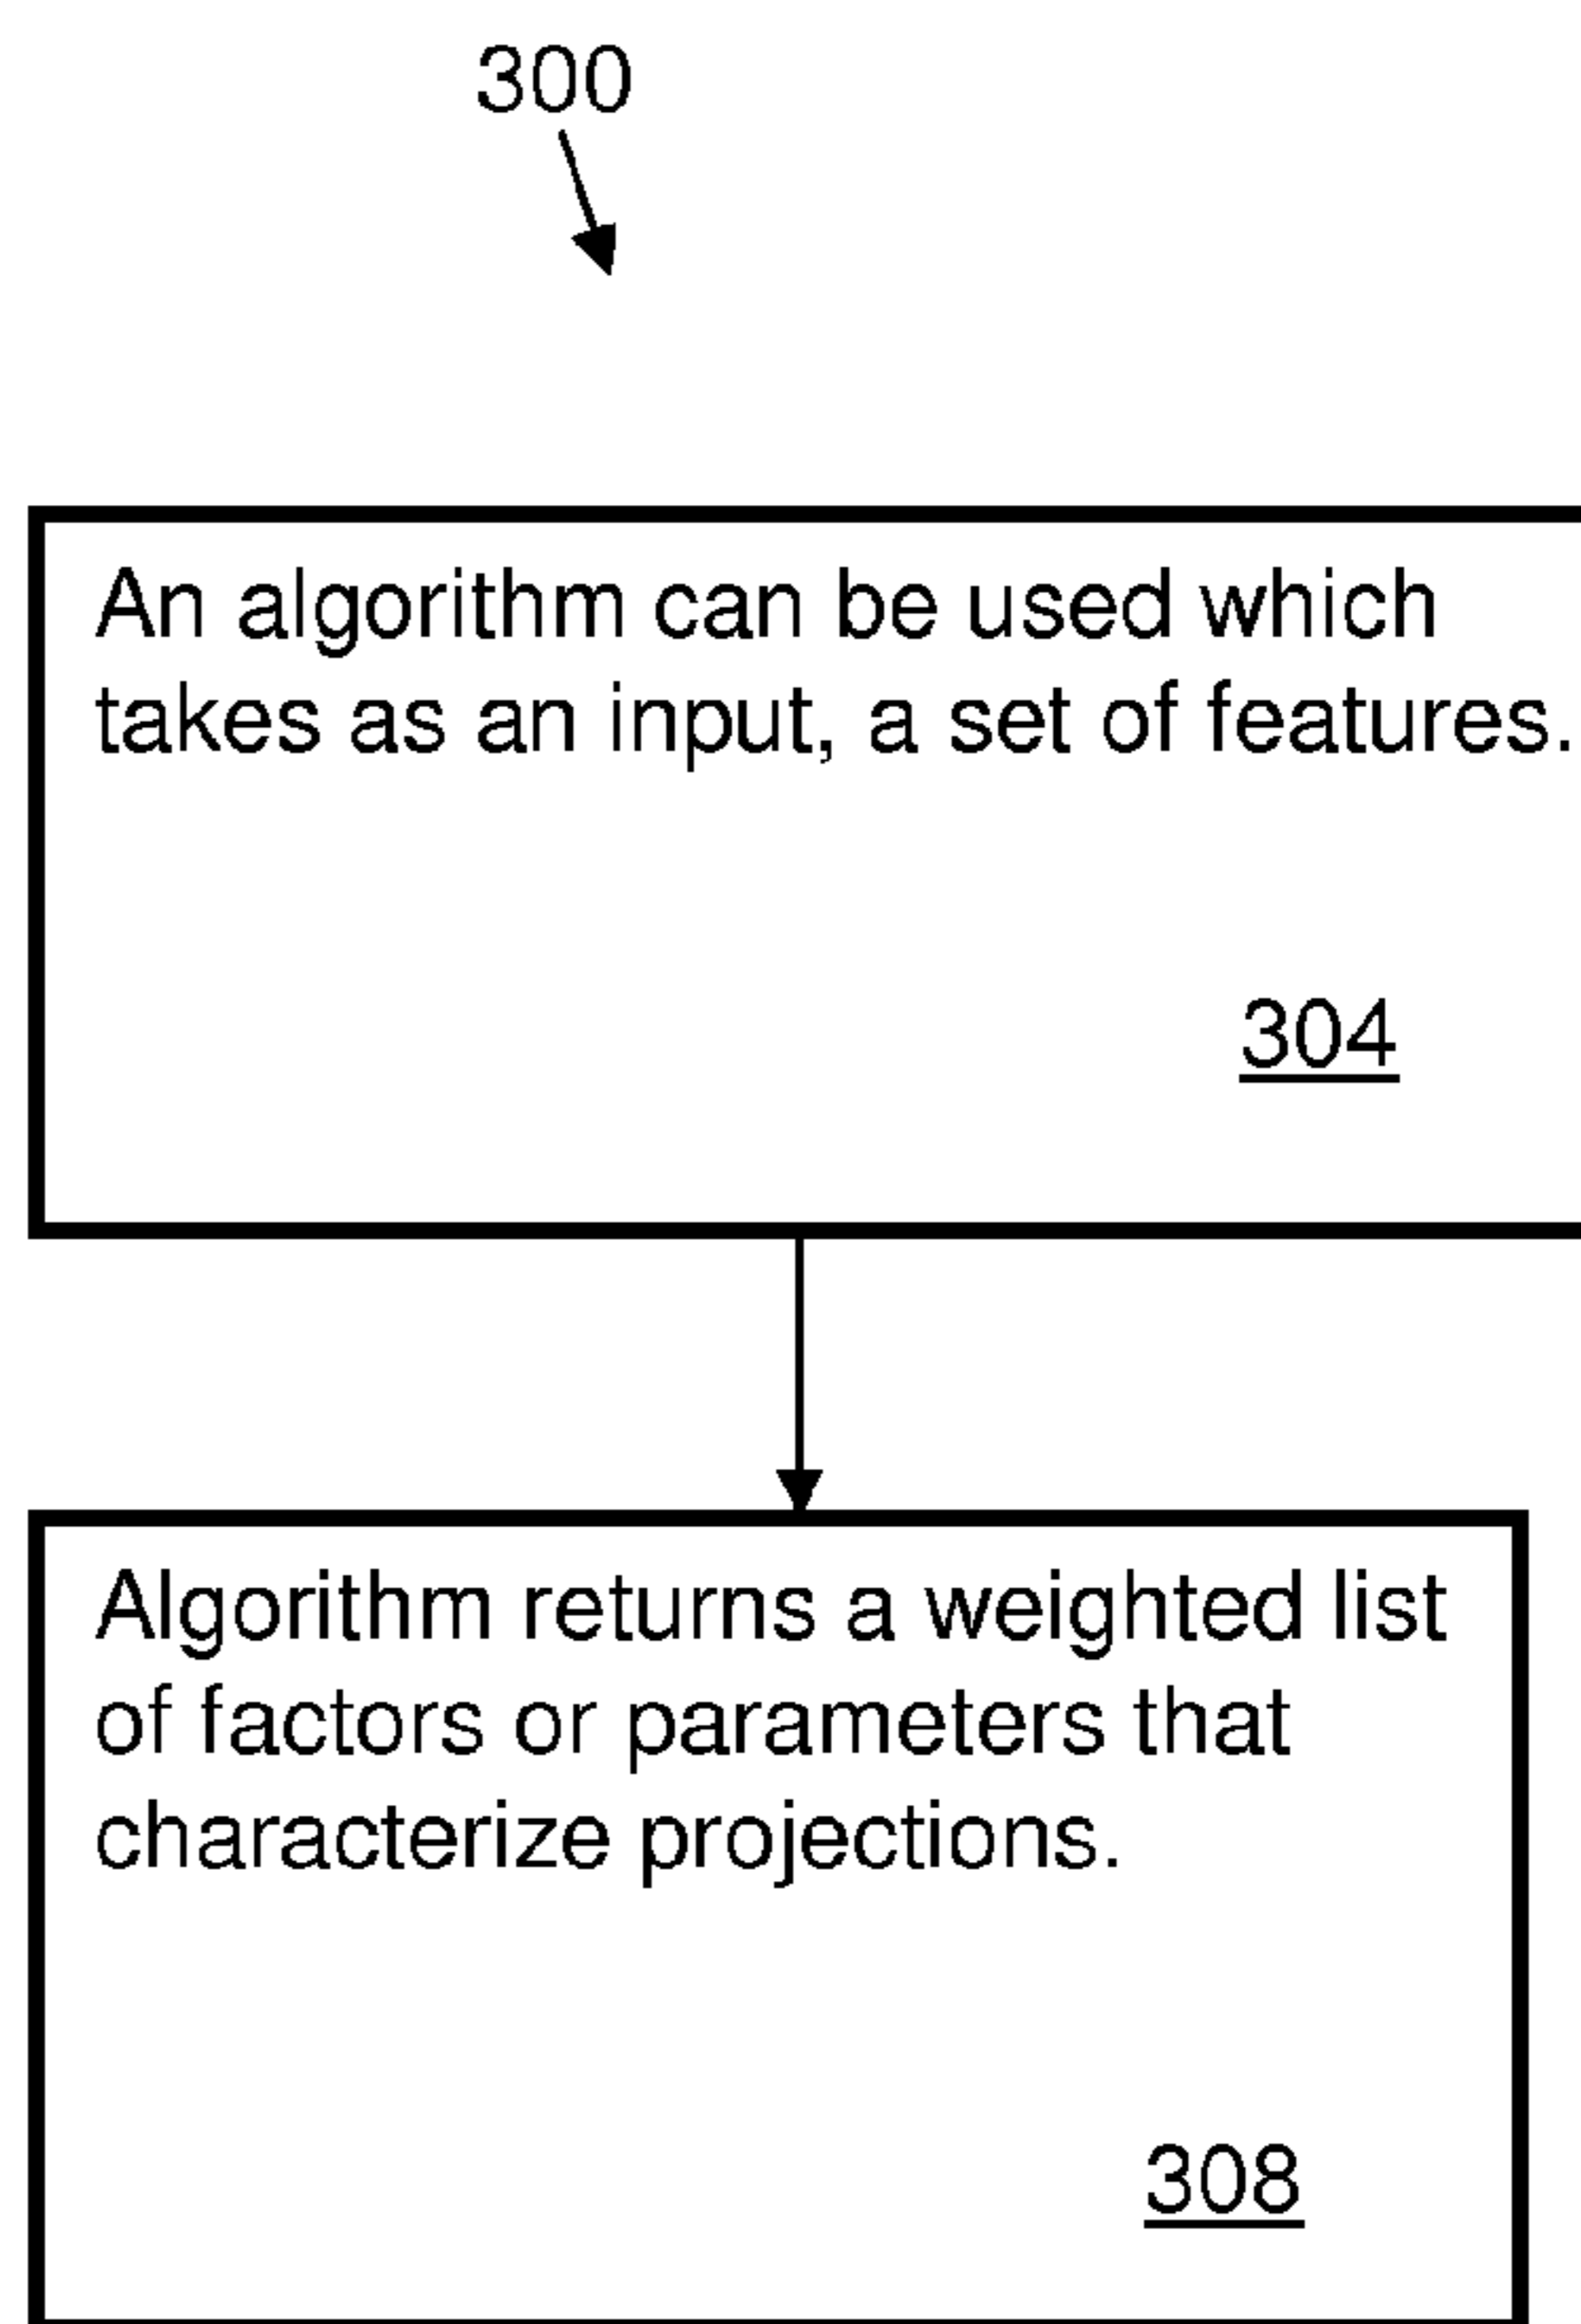 300
An algorithm can be used which
takes as an input, a set of features.
304
Algorithm returns a weighted list
of factors or parameters that
characterize projections.
308